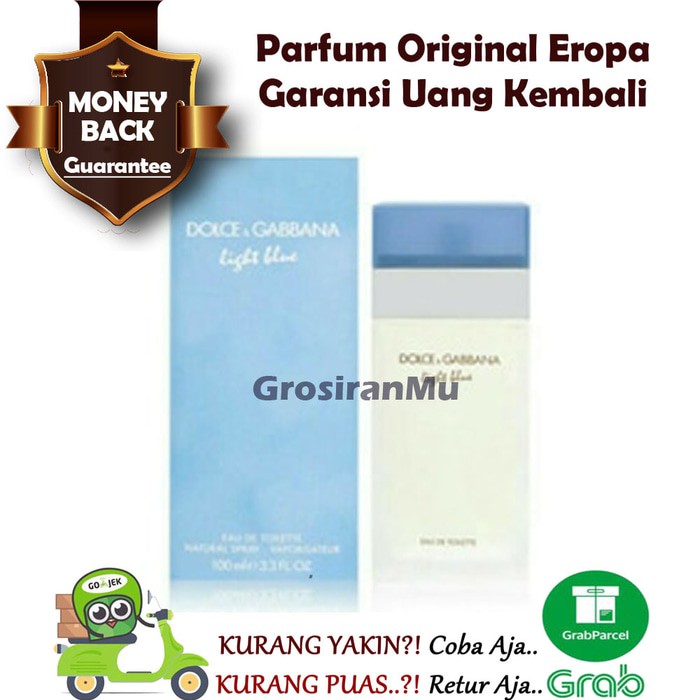 Parfum Original Eropa
Garansi Uang Kembali
MONEY
BACK
Guarantee
DOLCE & GABBANA
light blue
DOLCE & GABBANA
light blue
GrosiranMu
EAU DE TOILETTE
NATURAL SPRAY - VAPORISATEUR
100 ml e 3.3 FL OZ
EAU DE TOILETTE
GO-JEK
GrabParcel
KURANG YAKIN?! Coba Aja..
KURANG PUAS..?! Retur Aja..
Grab